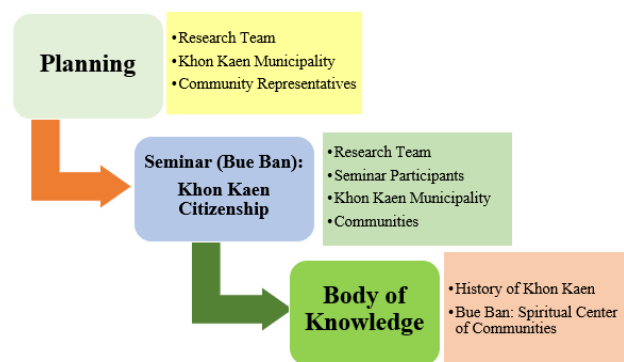 Planning
•Research Team
•Khon Kaen Municipality
•Community Representatives
Seminar (Bue Ban):
Khon Kaen
Citizenship
•Research Team
•Seminar Participants
•Khon Kaen Municipality
•Communities
Body of
Knowledge
•History of Khon Kaen
•Bue Ban: Spiritual Center
of Communities